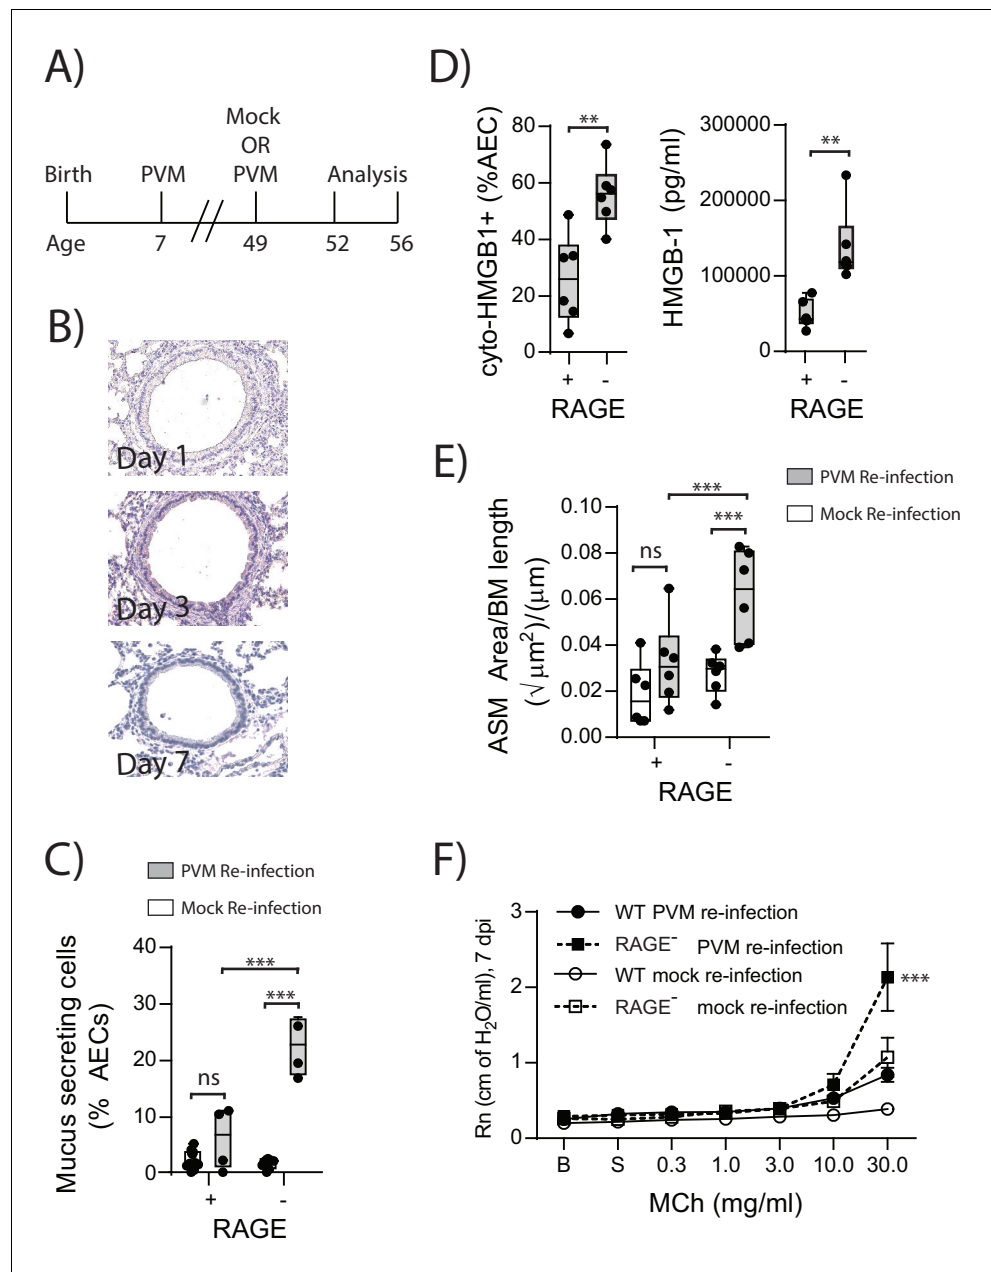 A)
Mock
OR
Birth PVM PVM Analysis
Age 7 49 52 56
B)
Day 1
Day 3
Day 7
C)
PVM Re-infection
Mock Re-infection
Mucus secreting cells
(% AECs)
40
30
20
10
0
ns
***
***
+ -
RAGE
D)
cyto-HMGB1+ (%AEC)
80
60
40
20
0
**
+ -
RAGE
HMGB-1 (pg/ml)
300000
200000
100000
0
**
+ -
RAGE
E)
PVM Re-infection
Mock Re-infection
ASM Area/BM length
(√ μm²)/(μm)
0.10
0.08
0.06
0.04
0.02
0.00
ns
***
***
+ -
RAGE
F)
WT PVM re-infection
RAGE⁻ PVM re-infection
WT mock re-infection
RAGE⁻ mock re-infection
Rn (cm of H₂O/ml), 7 dpi
3
2
1
0
***
B S 0.3 1.0 3.0 10.0 30.0
MCh (mg/ml)